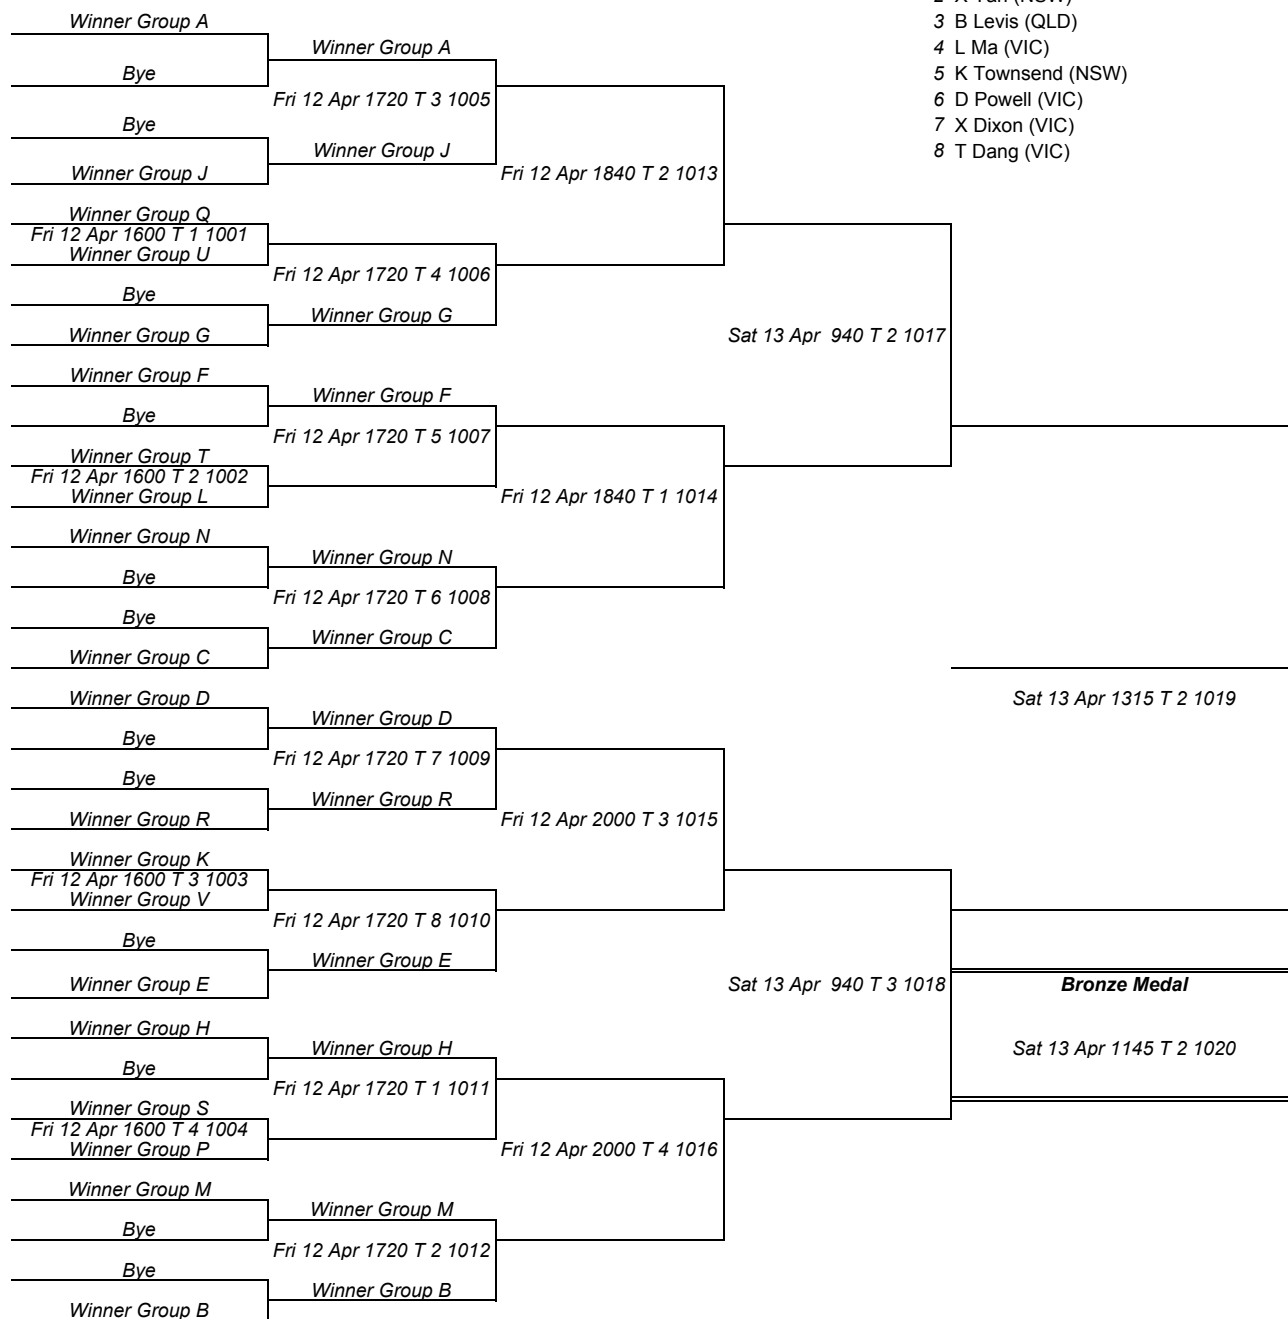 2 X Yan (NSW)
Winner Group A
3 B Levis (QLD)
Winner Group A
4 L Ma (VIC)
Bye
5 K Townsend (NSW)
Fri 12 Apr 1720 T 3 1005
6 D Powell (VIC)
Bye
7 X Dixon (VIC)
Winner Group J
8 T Dang (VIC)
Winner Group J
Fri 12 Apr 1840 T 2 1013
Winner Group Q
Fri 12 Apr 1600 T 1 1001
Winner Group U
Fri 12 Apr 1720 T 4 1006
Bye
Winner Group G
Winner Group G
Sat 13 Apr 940 T 2 1017
Winner Group F
Winner Group F
Bye
Fri 12 Apr 1720 T 5 1007
Winner Group T
Fri 12 Apr 1600 T 2 1002
Winner Group L
Fri 12 Apr 1840 T 1 1014
Winner Group N
Winner Group N
Bye
Fri 12 Apr 1720 T 6 1008
Bye
Winner Group C
Winner Group C
Winner Group D
Sat 13 Apr 1315 T 2 1019
Winner Group D
Bye
Fri 12 Apr 1720 T 7 1009
Bye
Winner Group R
Winner Group R
Fri 12 Apr 2000 T 3 1015
Winner Group K
Fri 12 Apr 1600 T 3 1003
Winner Group V
Fri 12 Apr 1720 T 8 1010
Bye
Winner Group E
Winner Group E
Sat 13 Apr 940 T 3 1018
Bronze Medal
Winner Group H
Winner Group H
Sat 13 Apr 1145 T 2 1020
Bye
Fri 12 Apr 1720 T 1 1011
Winner Group S
Fri 12 Apr 1600 T 4 1004
Winner Group P
Fri 12 Apr 2000 T 4 1016
Winner Group M
Winner Group M
Bye
Fri 12 Apr 1720 T 2 1012
Bye
Winner Group B
Winner Group B